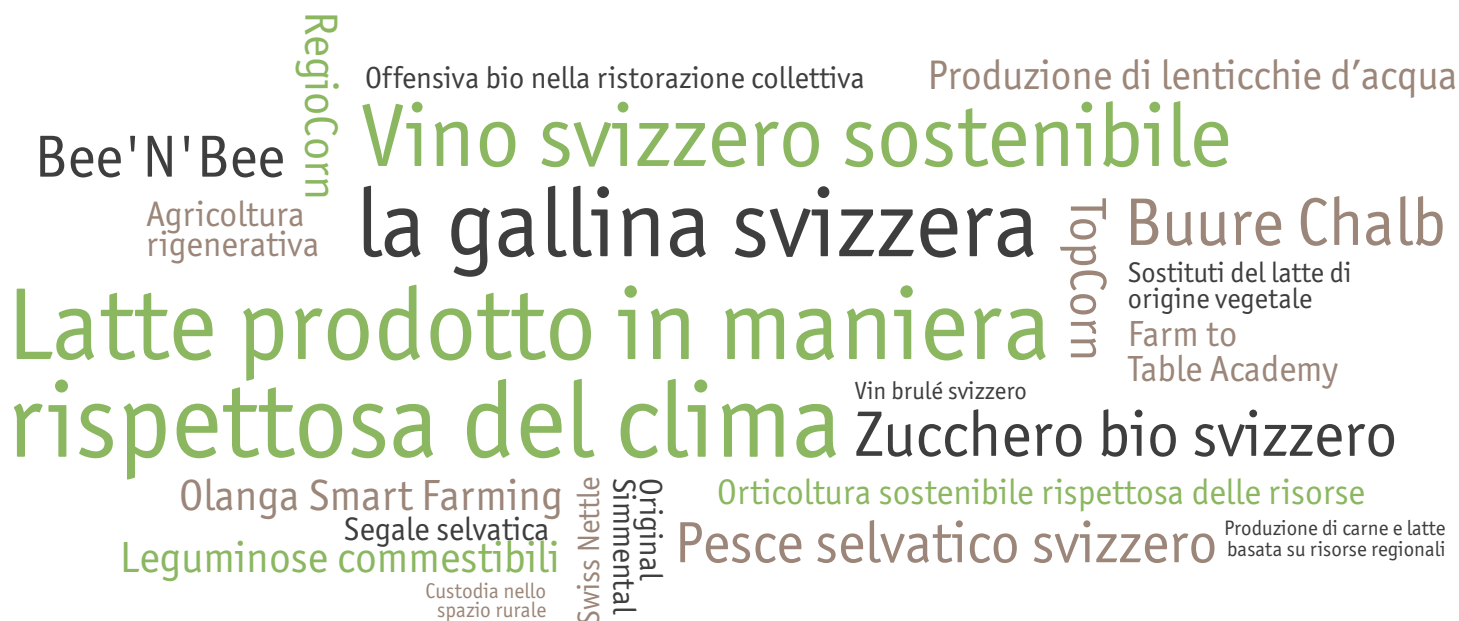 RegioCorn
Offensiva bio nella ristorazione collettiva
Produzione di lenticchie d’acqua
Bee'N'Bee
Vino svizzero sostenibile
Agricoltura
rigenerativa
la gallina svizzera
TopCorn
Buure Chalb
Sostituti del latte di
origine vegetale
Farm to
Table Academy
Latte prodotto in maniera
rispettosa del clima
Vin brulé svizzero
Zucchero bio svizzero
Olanga Smart Farming
Segale selvatica
Leguminose commestibili
Custodia nello
spazio rurale
Swiss Nettle
Original
Simmental
Orticoltura sostenibile rispettosa delle risorse
Pesce selvatico svizzero
Produzione di carne e latte
basata su risorse regionali